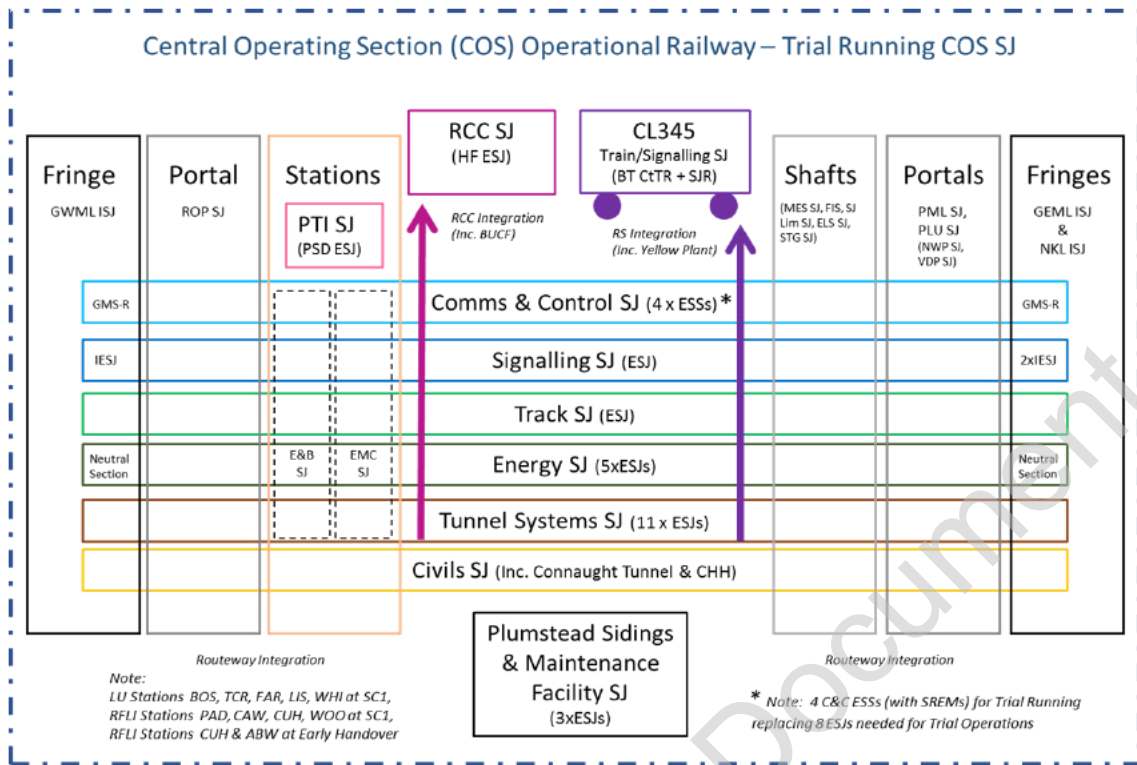 Central Operating Section (COS) Operational Railway – Trial Running COS SJ
Fringe
GWML ISJ
Portal
ROP SJ
Stations
PTI SJ
(PSD ESJ)
RCC SJ
(HF ESJ)
RCC Integration
(Inc. BUCF)
CL345
Train/Signalling SJ
(BT CtTR + SJR)
RS Integration
(Inc. Yellow Plant)
Shafts
(MES SJ, FIS, SJ
Lim SJ, ELS SJ,
STG SJ)
Portals
PML SJ,
PLU SJ
(NWP SJ,
VDP SJ)
Fringes
GEML ISJ
&
NKL ISJ
GMS-R
Comms & Control SJ (4 x ESSs) *
GMS-R
IESJ
Signalling SJ (ESJ)
2xIESJ
Track SJ (ESJ)
Neutral
Section
E&B
SJ
EMC
SJ
Energy SJ (5xESJs)
Neutral
Section
Tunnel Systems SJ (11 x ESJs)
Civils SJ (Inc. Connaught Tunnel & CHH)
Plumstead Sidings
& Maintenance
Facility SJ
(3xESJs)
Routeway Integration
Note:
LU Stations BOS, TCR, FAR, LIS, WHI at SC1,
RFLI Stations PAD, CAW, CUH, WOO at SC1,
RFLI Stations CUH & ABW at Early Handover
Routeway Integration
* Note: 4 C&C ESSs (with SREMs) for Trial Running
replacing 8 ESJs needed for Trial Operations
Document